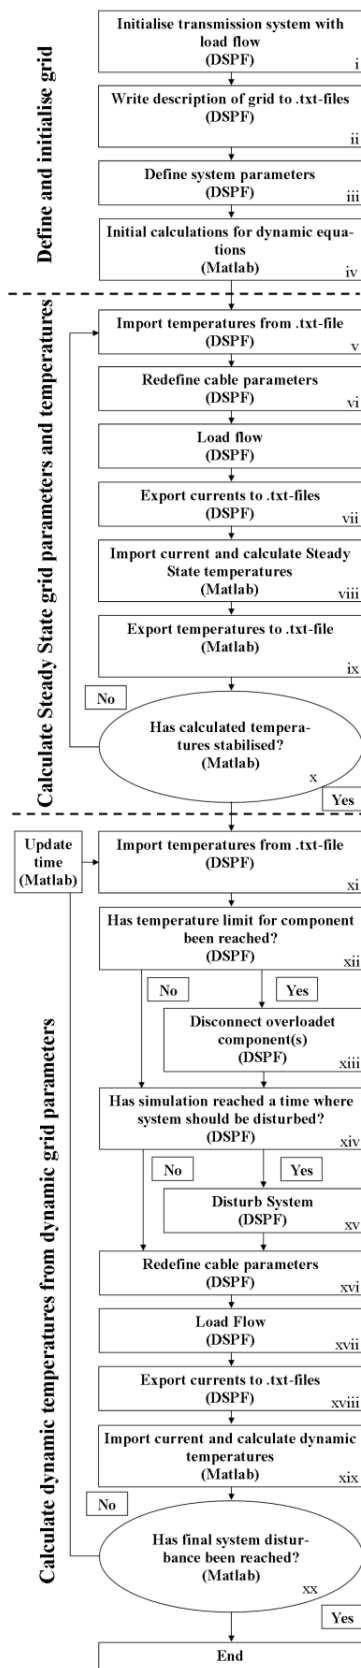 Define and initialise grid
Initialise transmission system with
load flow
(DSPF)
i
Write description of grid to .txt-files
(DSPF)
ii
Define system parameters
(DSPF)
iii
Initial calculations for dynamic equa-
tions
(Matlab)
iv
Calculate Steady State grid parameters and temperatures
Import temperatures from .txt-file
(DSPF)
v
Redefine cable parameters
(DSPF)
vi
Load flow
(DSPF)
Export currents to .txt-files
(DSPF)
vii
Import current and calculate Steady
State temperatures
(Matlab)
viii
Export temperatures to .txt-file
(Matlab)
ix
No
Has calculated tempera-
tures stabilised?
(Matlab)
x
Yes
Calculate dynamic temperatures from dynamic grid parameters
Update
time
(Matlab)
Import temperatures from .txt-file
(DSPF)
xi
Has temperature limit for component
been reached?
(DSPF)
xii
No
Yes
Disconnect overloadet
component(s)
(DSPF)
xiii
Has simulation reached a time where
system should be disturbed?
(DSPF)
xiv
No
Yes
Disturb System
(DSPF)
xv
Redefine cable parameters
(DSPF)
xvi
Load Flow
(DSPF)
xvii
Export currents to .txt-files
(DSPF)
xviii
Import current and calculate dynamic
temperatures
(Matlab)
xix
No
Has final system distur-
bance been reached?
(Matlab)
xx
Yes
End